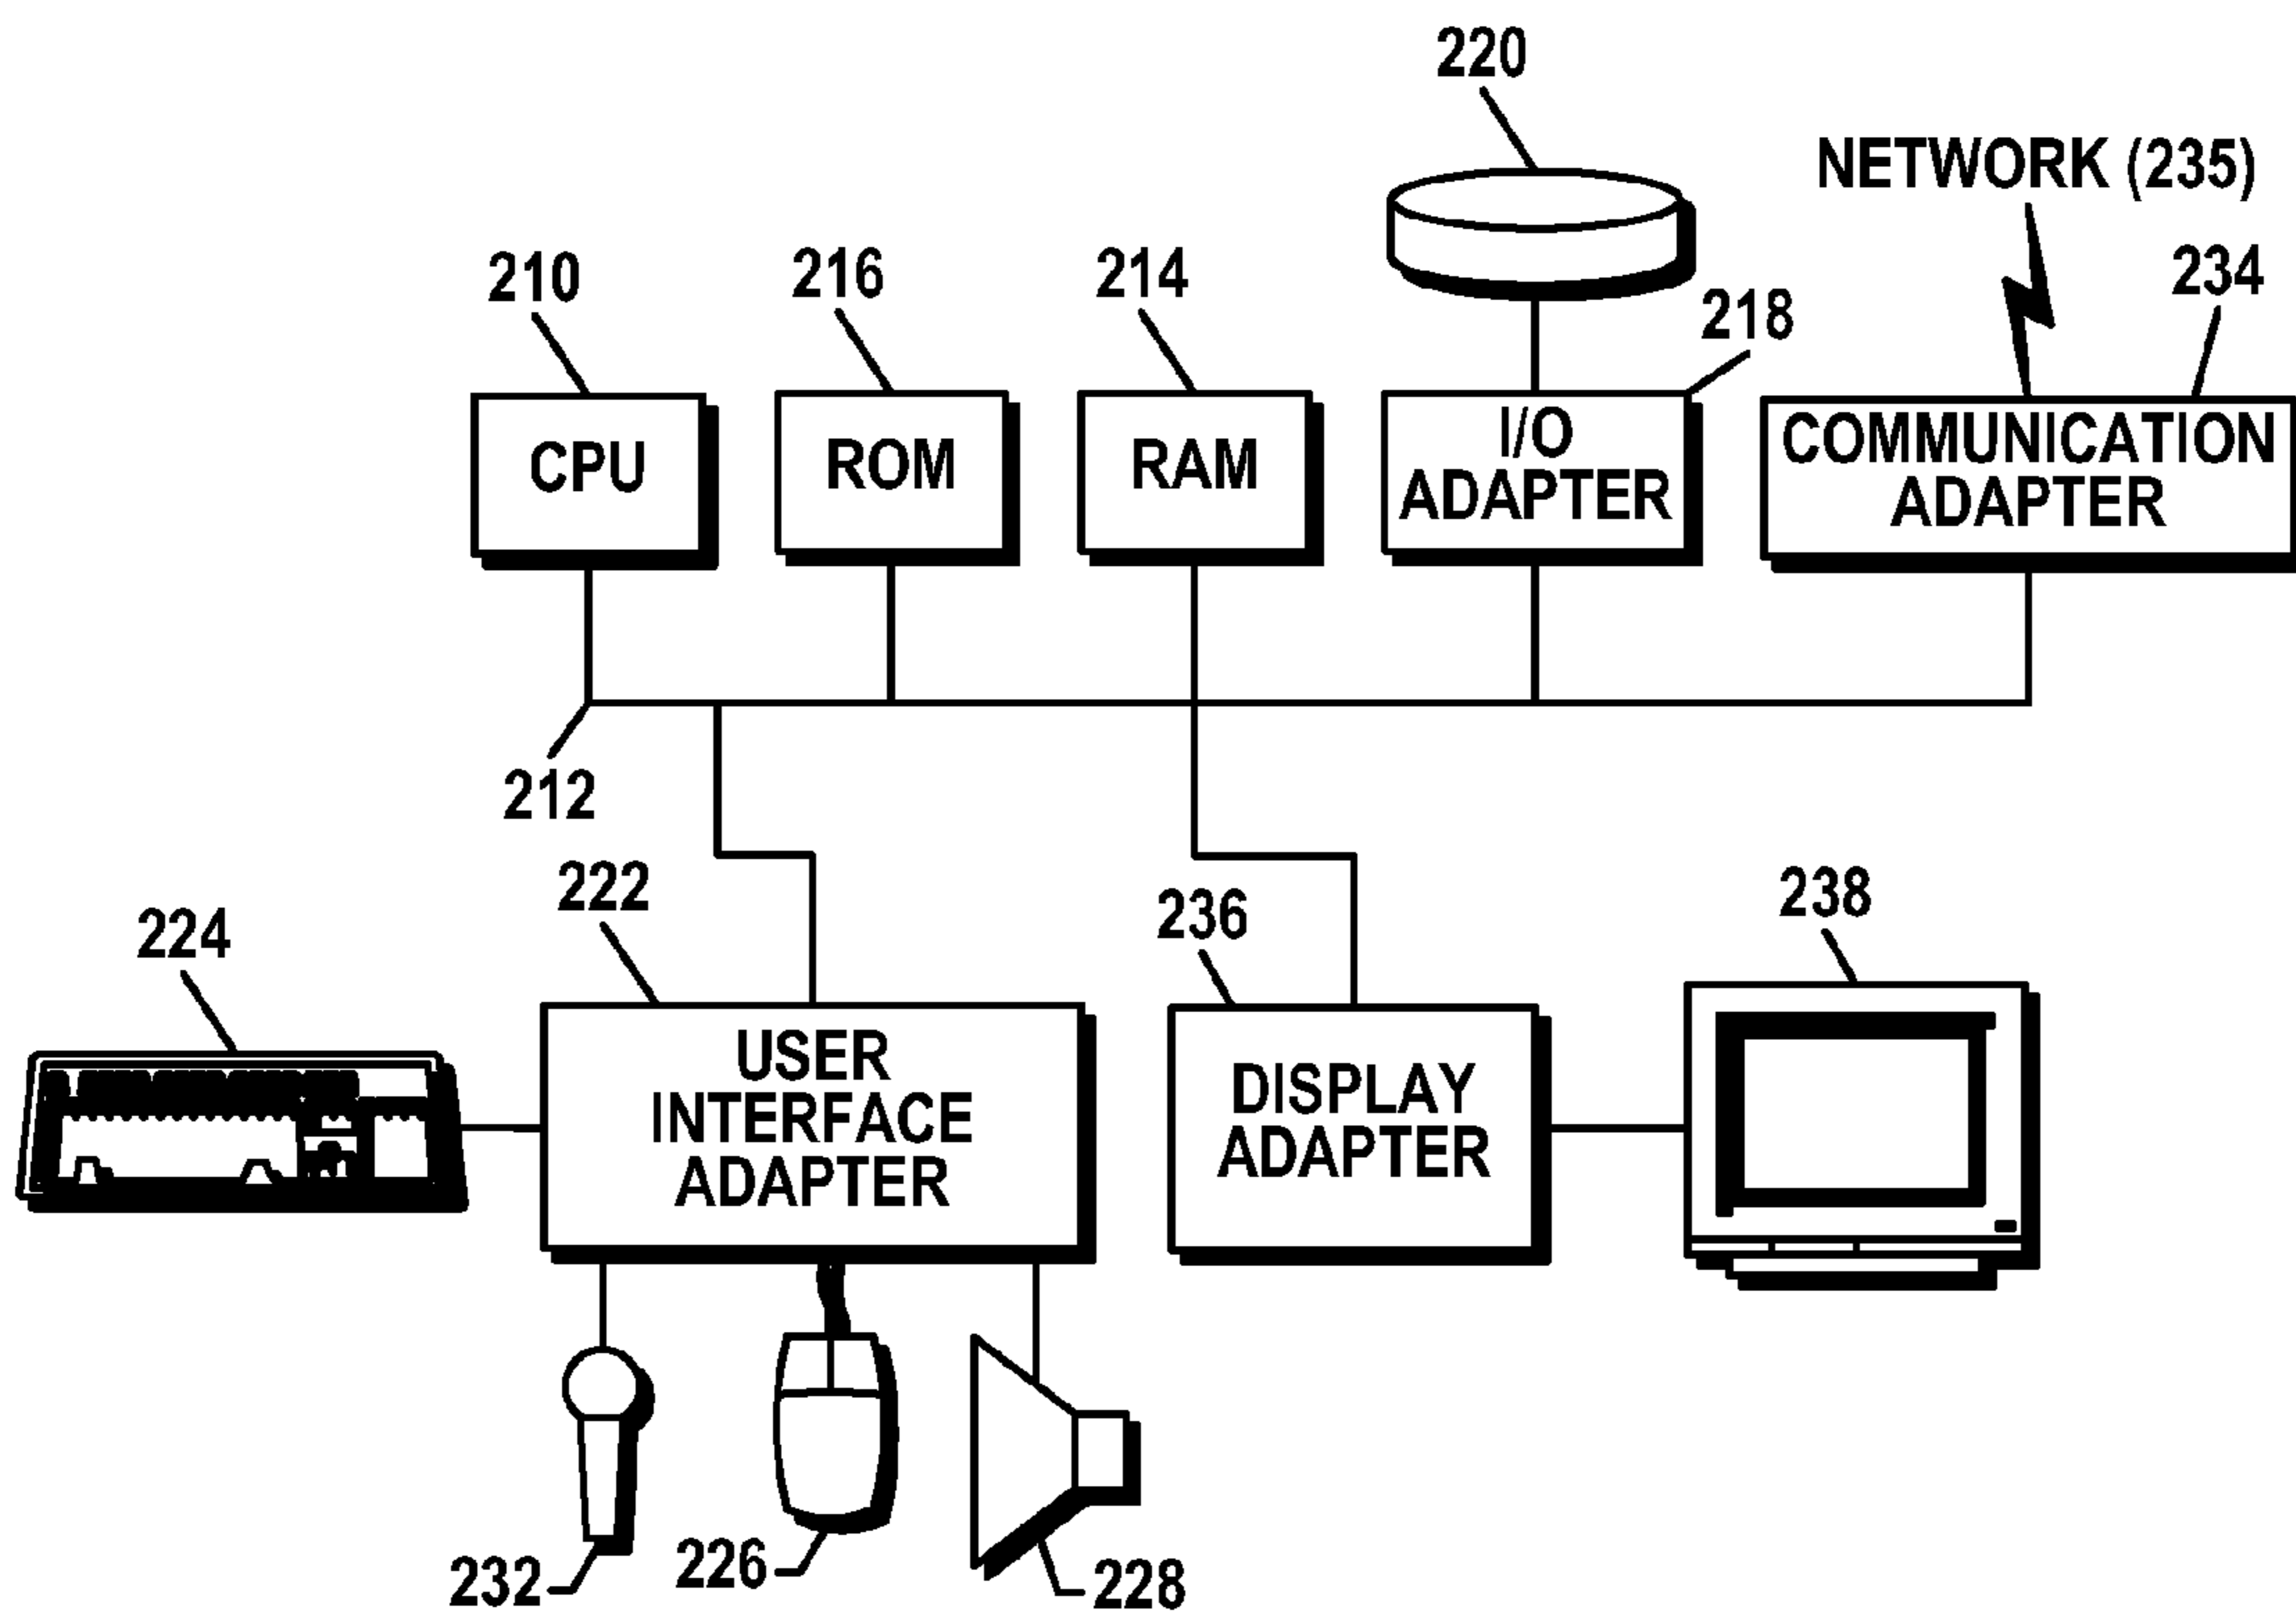 220
NETWORK (235)
210
216
214
234
218
CPU
ROM
RAM
I/O
ADAPTER
COMMUNICATION
ADAPTER
212
222
236
238
224
USER
INTERFACE
ADAPTER
DISPLAY
ADAPTER
232
226
228